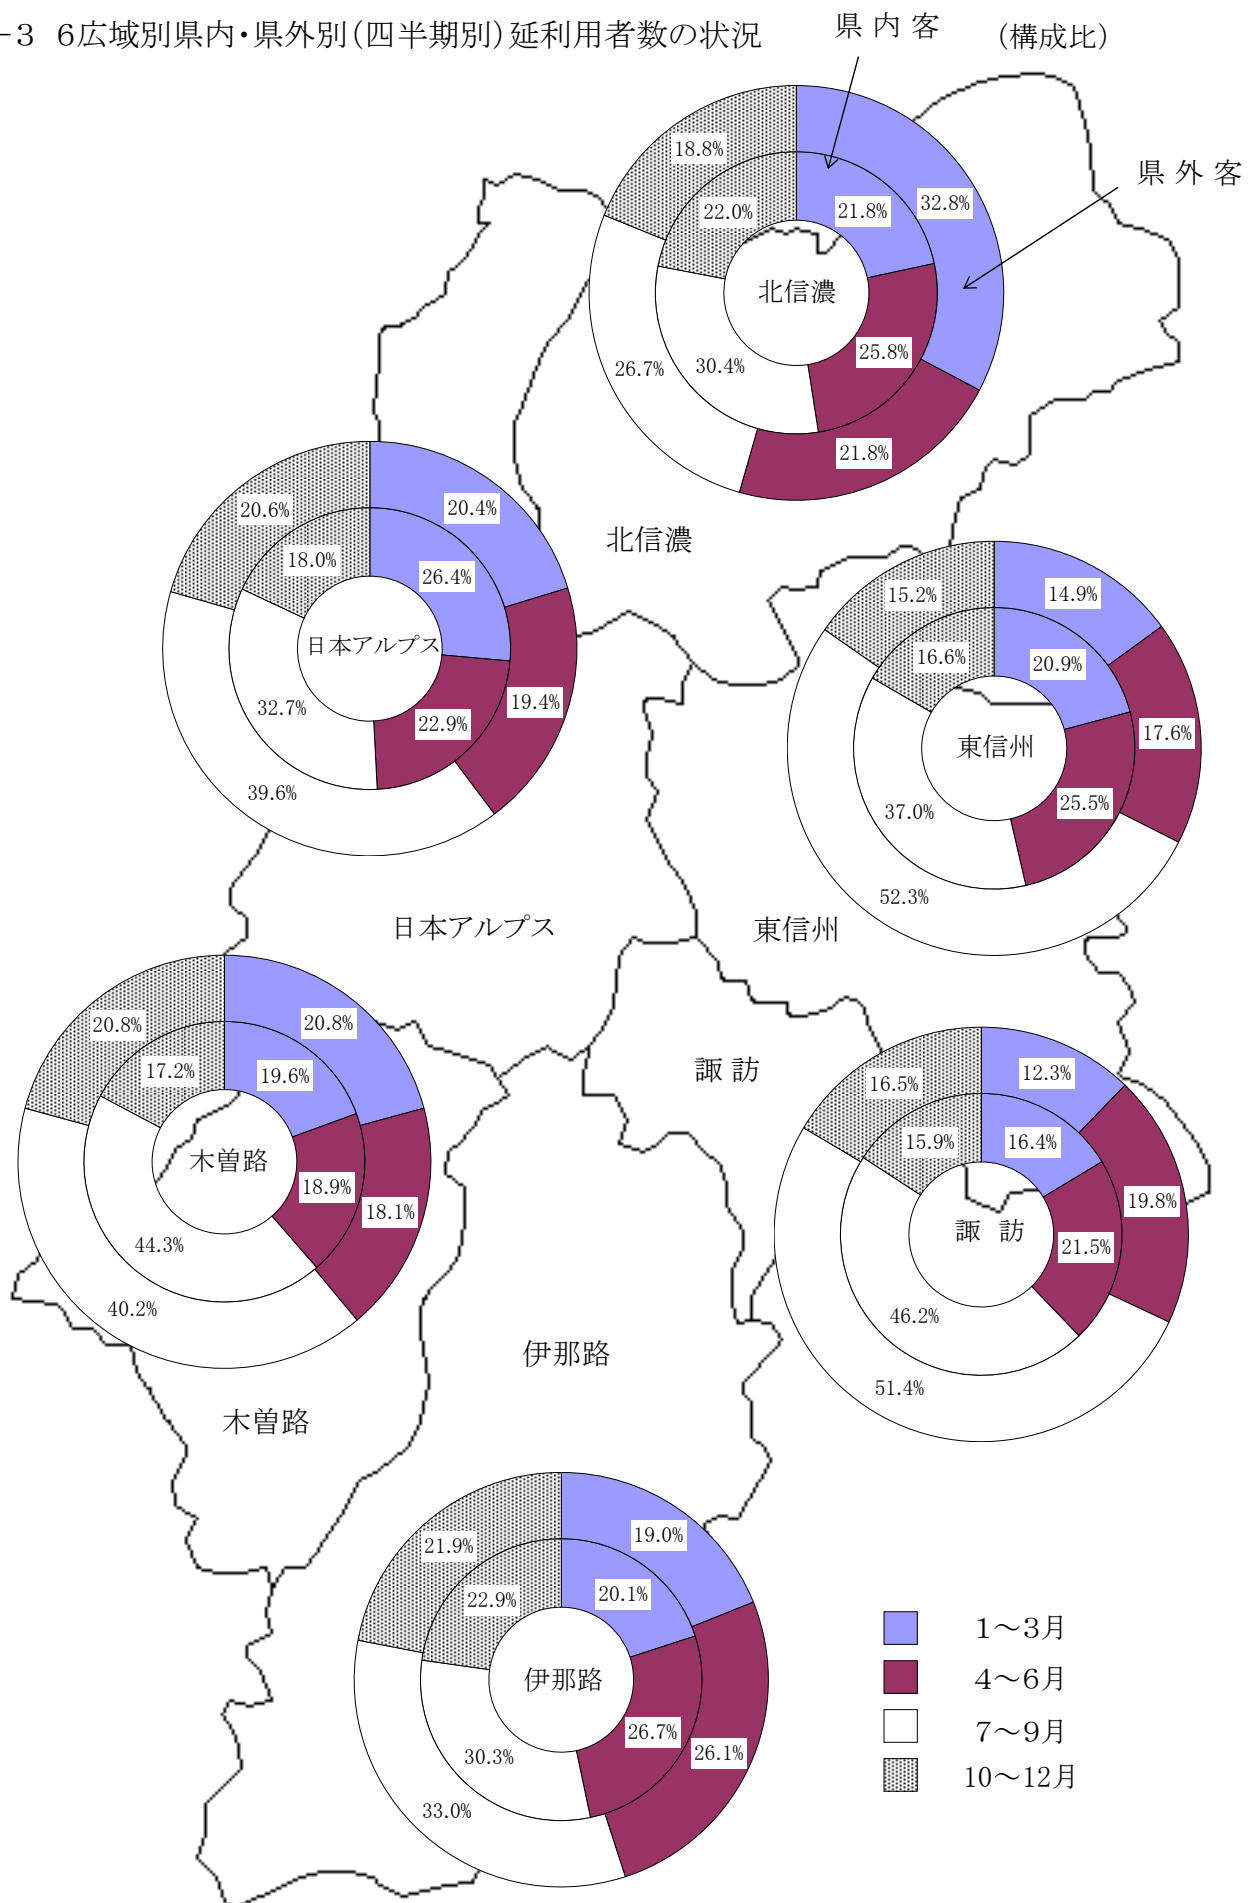 -3 6広域別県内・県外別(四半期別)延利用者数の状況
県 内 客
(構成比)
県 外 客
18.8%
32.8%
22.0%
21.8%
北信濃
25.8%
30.4%
26.7%
21.8%
北信濃
20.6%
20.4%
18.0%
26.4%
日本アルプス
32.7%
22.9%
19.4%
39.6%
日本アルプス
15.2%
14.9%
16.6%
20.9%
東信州
17.6%
37.0%
25.5%
52.3%
東信州
20.8%
20.8%
17.2%
19.6%
木曽路
18.9%
18.1%
44.3%
40.2%
木曽路
諏 訪
16.5%
12.3%
15.9%
16.4%
諏 訪
19.8%
21.5%
46.2%
51.4%
伊那路
21.9%
19.0%
22.9%
20.1%
伊那路
26.7%
26.1%
30.3%
33.0%
1～3月
4～6月
7～9月
10～12月